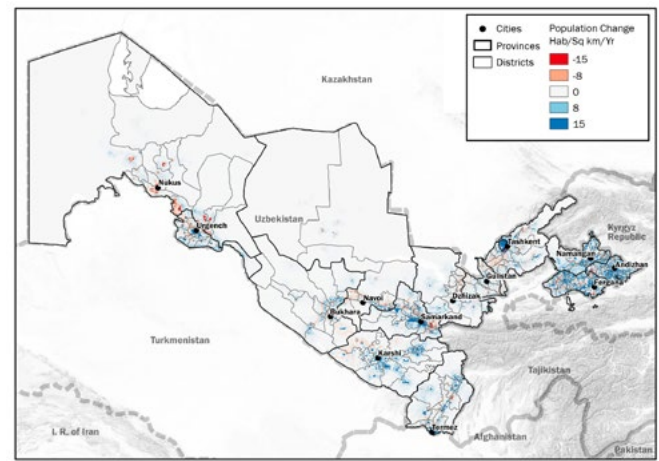 Cities
Provinces
Districts
Population Change
Hab/Sq km/Yr
-15
-8
0
8
15
Kazakhstan
Nukus
Urgench
Uzbekistan
Kyrgyz
Republic
Tashkent
Namangan
Andizhan
Fergana
Gulistan
Dzhizak
Navoi
Bukhara
Samarkand
Karshi
Turkmenistan
Tajikistan
Termez
I. R. of Iran
Afghanistan
Pakistan